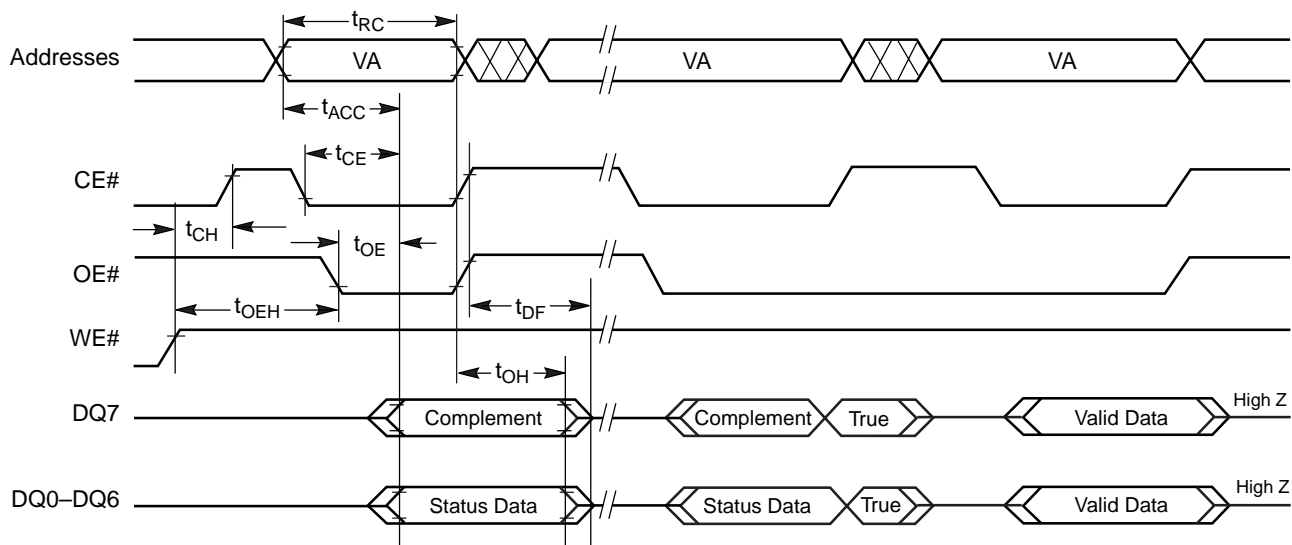 tRC
Addresses VA VA VA
tACC
tCE
CE#
tCH tOE
OE#
tOEH tDF
WE#
tOH
DQ7 Complement Complement True Valid Data High Z
DQ0–DQ6 Status Data Status Data True Valid Data High Z